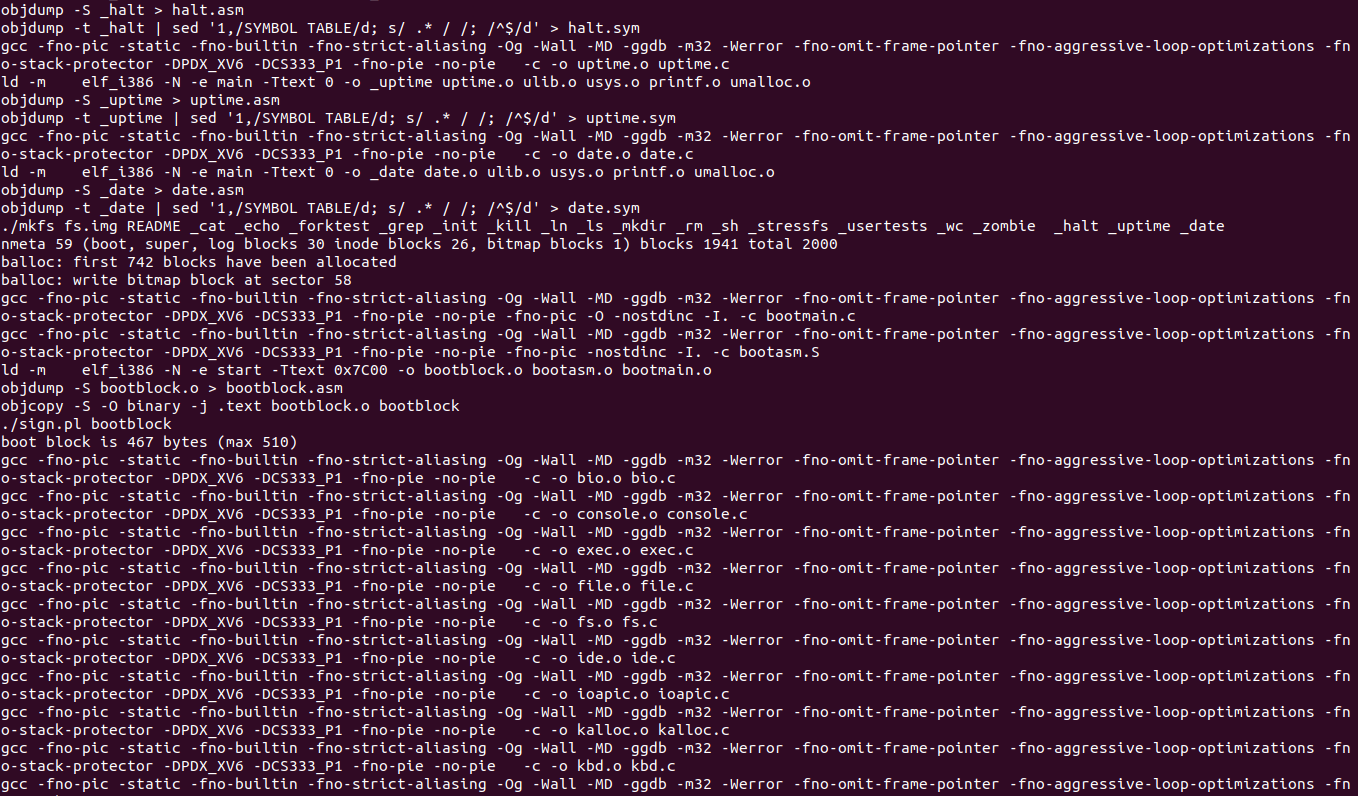 objdump -S _halt > halt.asm
objdump -t _halt | sed '1,/SYMBOL TABLE/d; s/ .* / /; /^$/d' > halt.sym
gcc -fno-pic -static -fno-builtin -fno-strict-aliasing -Og -Wall -MD -ggdb -m32 -Werror -fno-omit-frame-pointer -fno-aggressive-loop-optimizations -fn
o-stack-protector -DPDX_XV6 -DCS333_P1 -fno-pie -no-pie   -c -o uptime.o uptime.c
ld -m    elf_i386 -N -e main -Ttext 0 -o _uptime uptime.o ulib.o usys.o printf.o umalloc.o
objdump -S _uptime > uptime.asm
objdump -t _uptime | sed '1,/SYMBOL TABLE/d; s/ .* / /; /^$/d' > uptime.sym
gcc -fno-pic -static -fno-builtin -fno-strict-aliasing -Og -Wall -MD -ggdb -m32 -Werror -fno-omit-frame-pointer -fno-aggressive-loop-optimizations -fn
o-stack-protector -DPDX_XV6 -DCS333_P1 -fno-pie -no-pie   -c -o date.o date.c
ld -m    elf_i386 -N -e main -Ttext 0 -o _date date.o ulib.o usys.o printf.o umalloc.o
objdump -S _date > date.asm
objdump -t _date | sed '1,/SYMBOL TABLE/d; s/ .* / /; /^$/d' > date.sym
./mkfs fs.img README _cat _echo _forktest _grep _init _kill _ln _ls _mkdir _rm _sh _stressfs _usertests _wc _zombie  _halt _uptime _date
nmeta 59 (boot, super, log blocks 30 inode blocks 26, bitmap blocks 1) blocks 1941 total 2000
balloc: first 742 blocks have been allocated
balloc: write bitmap block at sector 58
gcc -fno-pic -static -fno-builtin -fno-strict-aliasing -Og -Wall -MD -ggdb -m32 -Werror -fno-omit-frame-pointer -fno-aggressive-loop-optimizations -fn
o-stack-protector -DPDX_XV6 -DCS333_P1 -fno-pie -no-pie -fno-pic -O -nostdinc -I. -c bootmain.c
gcc -fno-pic -static -fno-builtin -fno-strict-aliasing -Og -Wall -MD -ggdb -m32 -Werror -fno-omit-frame-pointer -fno-aggressive-loop-optimizations -fn
o-stack-protector -DPDX_XV6 -DCS333_P1 -fno-pie -no-pie -fno-pic -nostdinc -I. -c bootasm.S
ld -m    elf_i386 -N -e start -Ttext 0x7C00 -o bootblock.o bootasm.o bootmain.o
objdump -S bootblock.o > bootblock.asm
objcopy -S -O binary -j .text bootblock.o bootblock
./sign.pl bootblock
boot block is 467 bytes (max 510)
gcc -fno-pic -static -fno-builtin -fno-strict-aliasing -Og -Wall -MD -ggdb -m32 -Werror -fno-omit-frame-pointer -fno-aggressive-loop-optimizations -fn
o-stack-protector -DPDX_XV6 -DCS333_P1 -fno-pie -no-pie   -c -o bio.o bio.c
gcc -fno-pic -static -fno-builtin -fno-strict-aliasing -Og -Wall -MD -ggdb -m32 -Werror -fno-omit-frame-pointer -fno-aggressive-loop-optimizations -fn
o-stack-protector -DPDX_XV6 -DCS333_P1 -fno-pie -no-pie   -c -o console.o console.c
gcc -fno-pic -static -fno-builtin -fno-strict-aliasing -Og -Wall -MD -ggdb -m32 -Werror -fno-omit-frame-pointer -fno-aggressive-loop-optimizations -fn
o-stack-protector -DPDX_XV6 -DCS333_P1 -fno-pie -no-pie   -c -o exec.o exec.c
gcc -fno-pic -static -fno-builtin -fno-strict-aliasing -Og -Wall -MD -ggdb -m32 -Werror -fno-omit-frame-pointer -fno-aggressive-loop-optimizations -fn
o-stack-protector -DPDX_XV6 -DCS333_P1 -fno-pie -no-pie   -c -o file.o file.c
gcc -fno-pic -static -fno-builtin -fno-strict-aliasing -Og -Wall -MD -ggdb -m32 -Werror -fno-omit-frame-pointer -fno-aggressive-loop-optimizations -fn
o-stack-protector -DPDX_XV6 -DCS333_P1 -fno-pie -no-pie   -c -o fs.o fs.c
gcc -fno-pic -static -fno-builtin -fno-strict-aliasing -Og -Wall -MD -ggdb -m32 -Werror -fno-omit-frame-pointer -fno-aggressive-loop-optimizations -fn
o-stack-protector -DPDX_XV6 -DCS333_P1 -fno-pie -no-pie   -c -o ide.o ide.c
gcc -fno-pic -static -fno-builtin -fno-strict-aliasing -Og -Wall -MD -ggdb -m32 -Werror -fno-omit-frame-pointer -fno-aggressive-loop-optimizations -fn
o-stack-protector -DPDX_XV6 -DCS333_P1 -fno-pie -no-pie   -c -o ioapic.o ioapic.c
gcc -fno-pic -static -fno-builtin -fno-strict-aliasing -Og -Wall -MD -ggdb -m32 -Werror -fno-omit-frame-pointer -fno-aggressive-loop-optimizations -fn
o-stack-protector -DPDX_XV6 -DCS333_P1 -fno-pie -no-pie   -c -o kalloc.o kalloc.c
gcc -fno-pic -static -fno-builtin -fno-strict-aliasing -Og -Wall -MD -ggdb -m32 -Werror -fno-omit-frame-pointer -fno-aggressive-loop-optimizations -fn
o-stack-protector -DPDX_XV6 -DCS333_P1 -fno-pie -no-pie   -c -o kbd.o kbd.c
gcc -fno-pic -static -fno-builtin -fno-strict-aliasing -Og -Wall -MD -ggdb -m32 -Werror -fno-omit-frame-pointer -fno-aggressive-loop-optimizations -fn